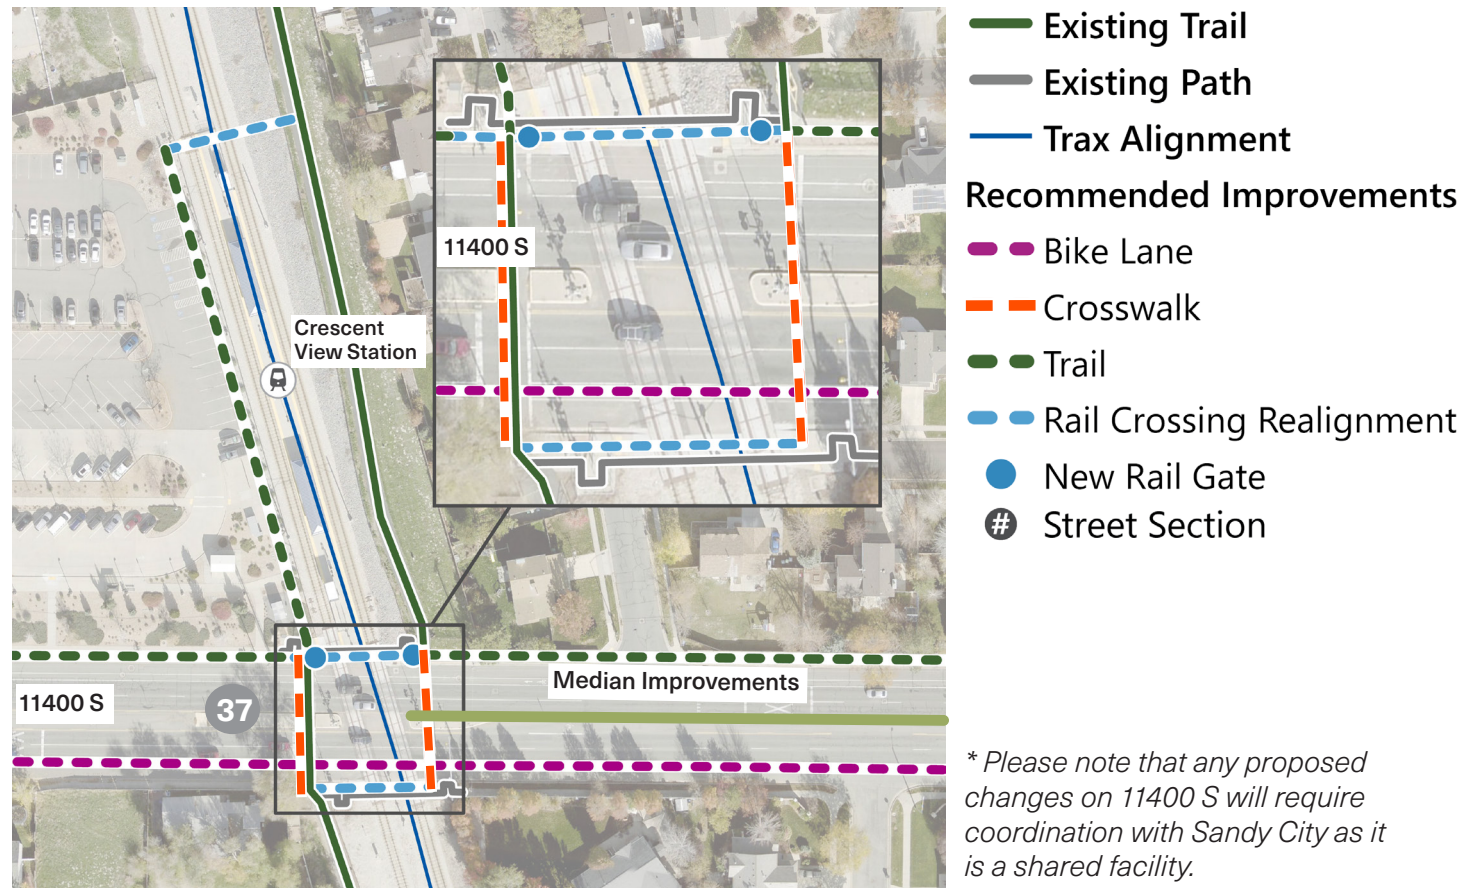 Existing Trail
Existing Path
Trax Alignment
Recommended Improvements
Bike Lane
Crosswalk
Trail
Rail Crossing Realignment
New Rail Gate
# Street Section
11400 S
Crescent
View Station
Median Improvements
11400 S
37
* Please note that any proposed
changes on 11400 S will require
coordination with Sandy City as it
is a shared facility.